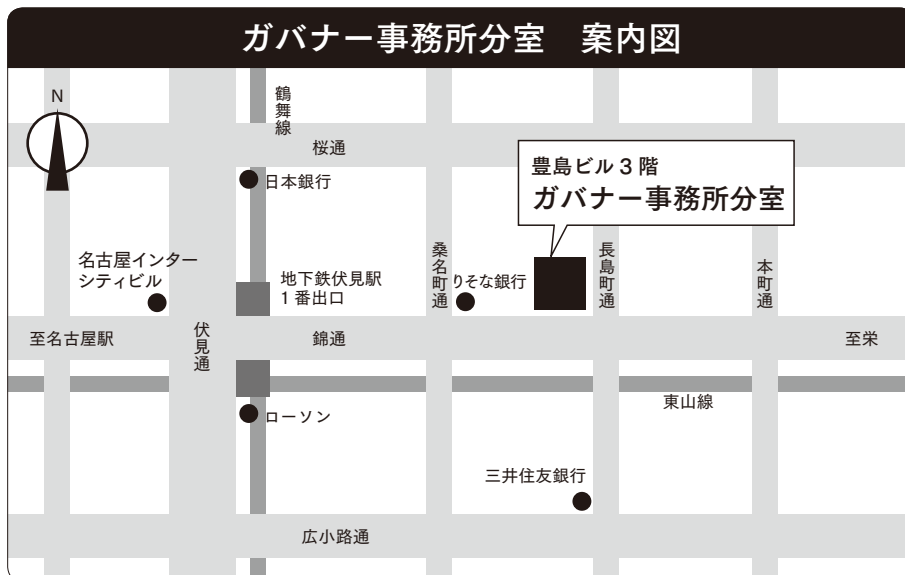 ガバナー事務所分室　案内図
N
鶴舞線
桜通
日本銀行
豊島ビル3階
ガバナー事務所分室
名古屋インター
シティビル
地下鉄伏見駅
1番出口
桑名町通
りそな銀行
長島町通
本町通
至名古屋駅
伏見通
錦通
至栄
東山線
ローソン
三井住友銀行
広小路通